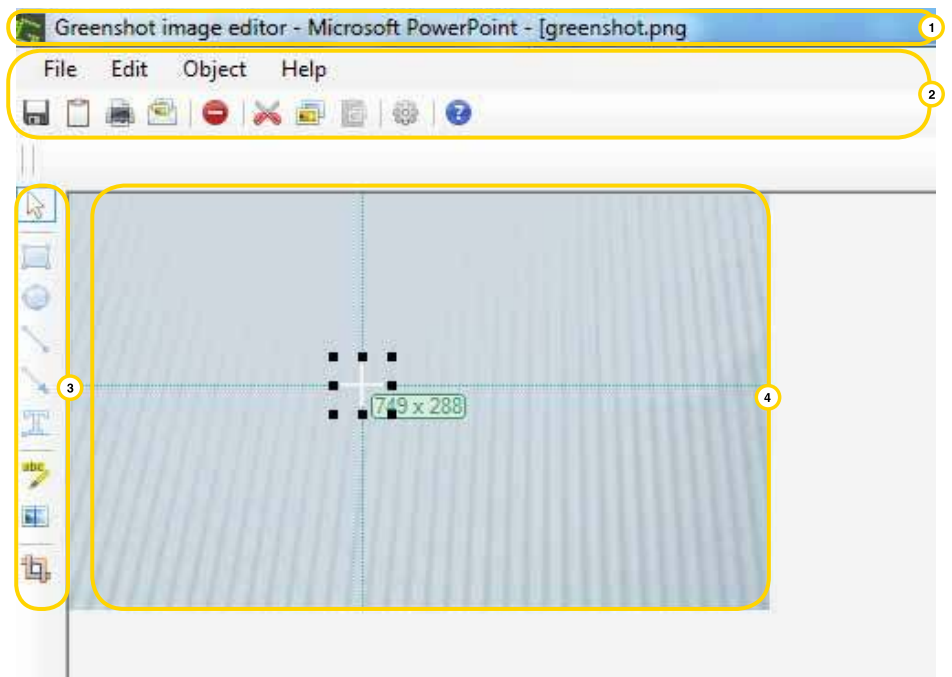 Greenshot image editor - Microsoft PowerPoint - [greenshot.png
1
File Edit Object Help
2
?
3
T
abc
749 x 288
4